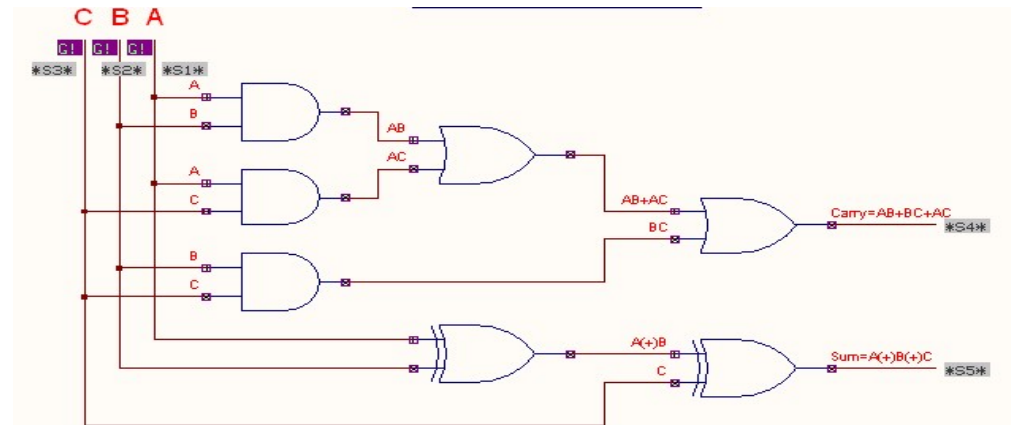 C B A
G! G! G!
*S3* *S2* *S1*
A
B
AB
AC
A
C
AB+AC
BC
Carry=AB+BC+AC
*S4*
B
C
A(+)B
C
Sum=A(+)B(+)C
*S5*